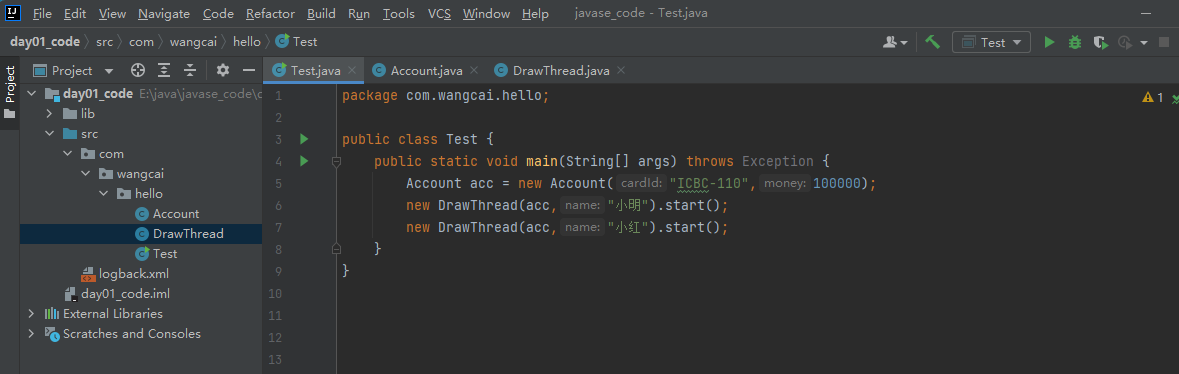 File Edit View Navigate Code Refactor Build Run Tools VCS Window Help javase_code - Test.java
day01_code src com wangcai hello Test Test
Project Test.java Account.java DrawThread.java
Project
day01_code E:\java\javase_code\d
lib
src
com
wangcai
hello
Account
DrawThread
Test
logback.xml
day01_code.iml
External Libraries
Scratches and Consoles
1 package com.wangcai.hello; 1
2
3 public class Test {
4 public static void main(String[] args) throws Exception {
5 Account acc = new Account( cardId: "ICBC-110", money: 100000);
6 new DrawThread(acc, name: "小明").start();
7 new DrawThread(acc, name: "小红").start();
8 }
9 }
10
11
12
13